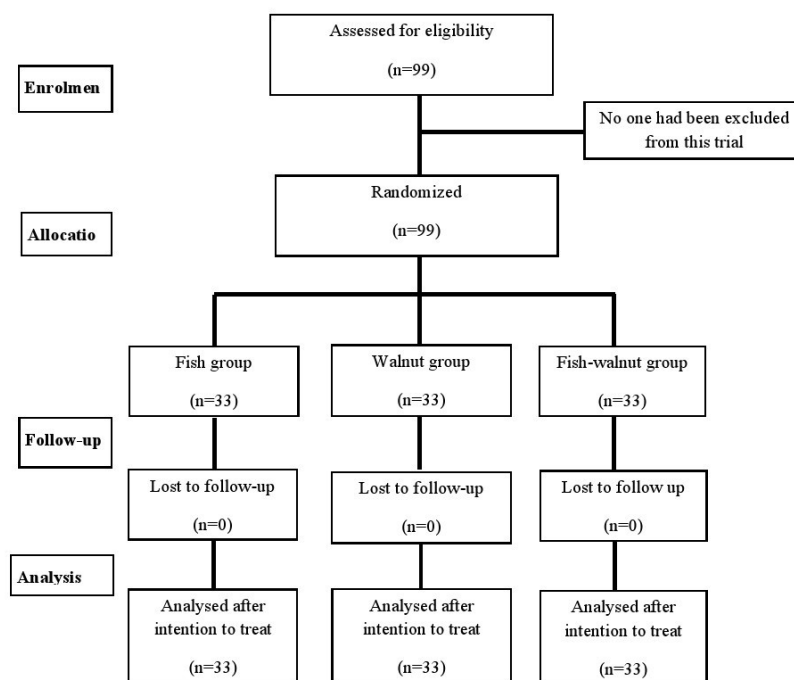 Assessed for eligibility
(n=99)
Enrolmen
No one had been excluded
from this trial
Randomized
(n=99)
Allocatio
Fish group
(n=33)
Walnut group
(n=33)
Fish-walnut group
(n=33)
Follow-up
Lost to follow-up
(n=0)
Lost to follow-up
(n=0)
Lost to follow up
(n=0)
Analysis
Analysed after
intention to treat
(n=33)
Analysed after
intention to treat
(n=33)
Analysed after
intention to treat
(n=33)